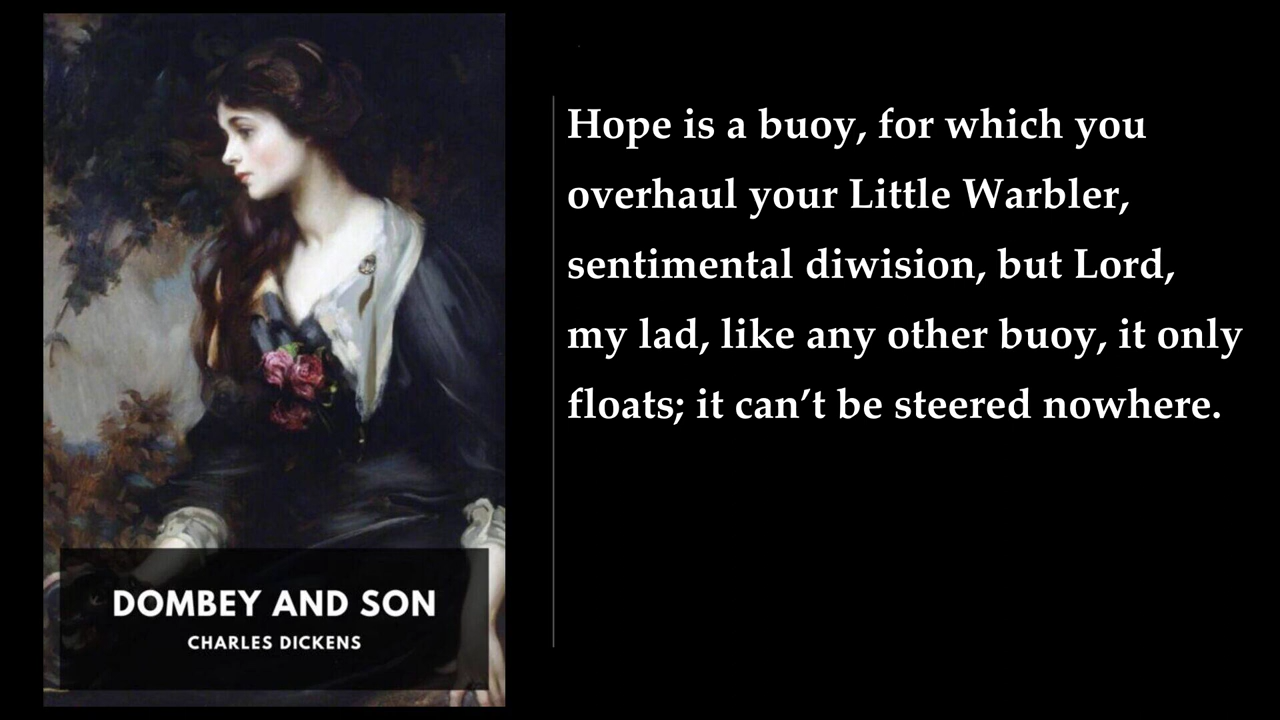 Hope is a buoy, for which you
overhaul your Little Warbler,
sentimental diwision, but Lord,
my lad, like any other buoy, it only
floats; it can’t be steered nowhere.
DOMBEY AND SON
CHARLES DICKENS